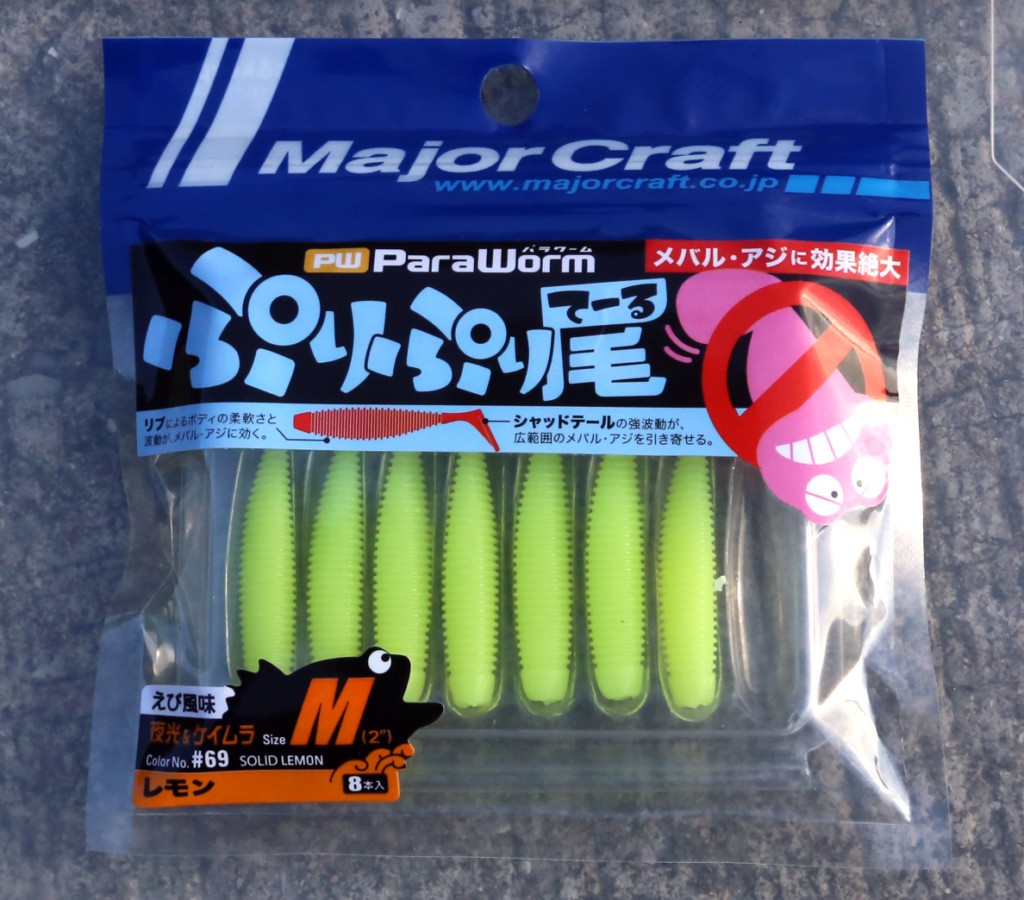 Major Craft
www.majorcraft.co.jp
パラワーム
PW ParaWorm
メバル・アジに効果絶大
てーる
ぷりぷり尾
リブによるボディの柔軟さと
波動が、メバル・アジに効く。
シャッドテールの強波動が、
広範囲のメバル・アジを引き寄せる。
えび風味
夜光&ケイムラ Size M (2")
Color No. #69 SOLID LEMON
レモン
8本入